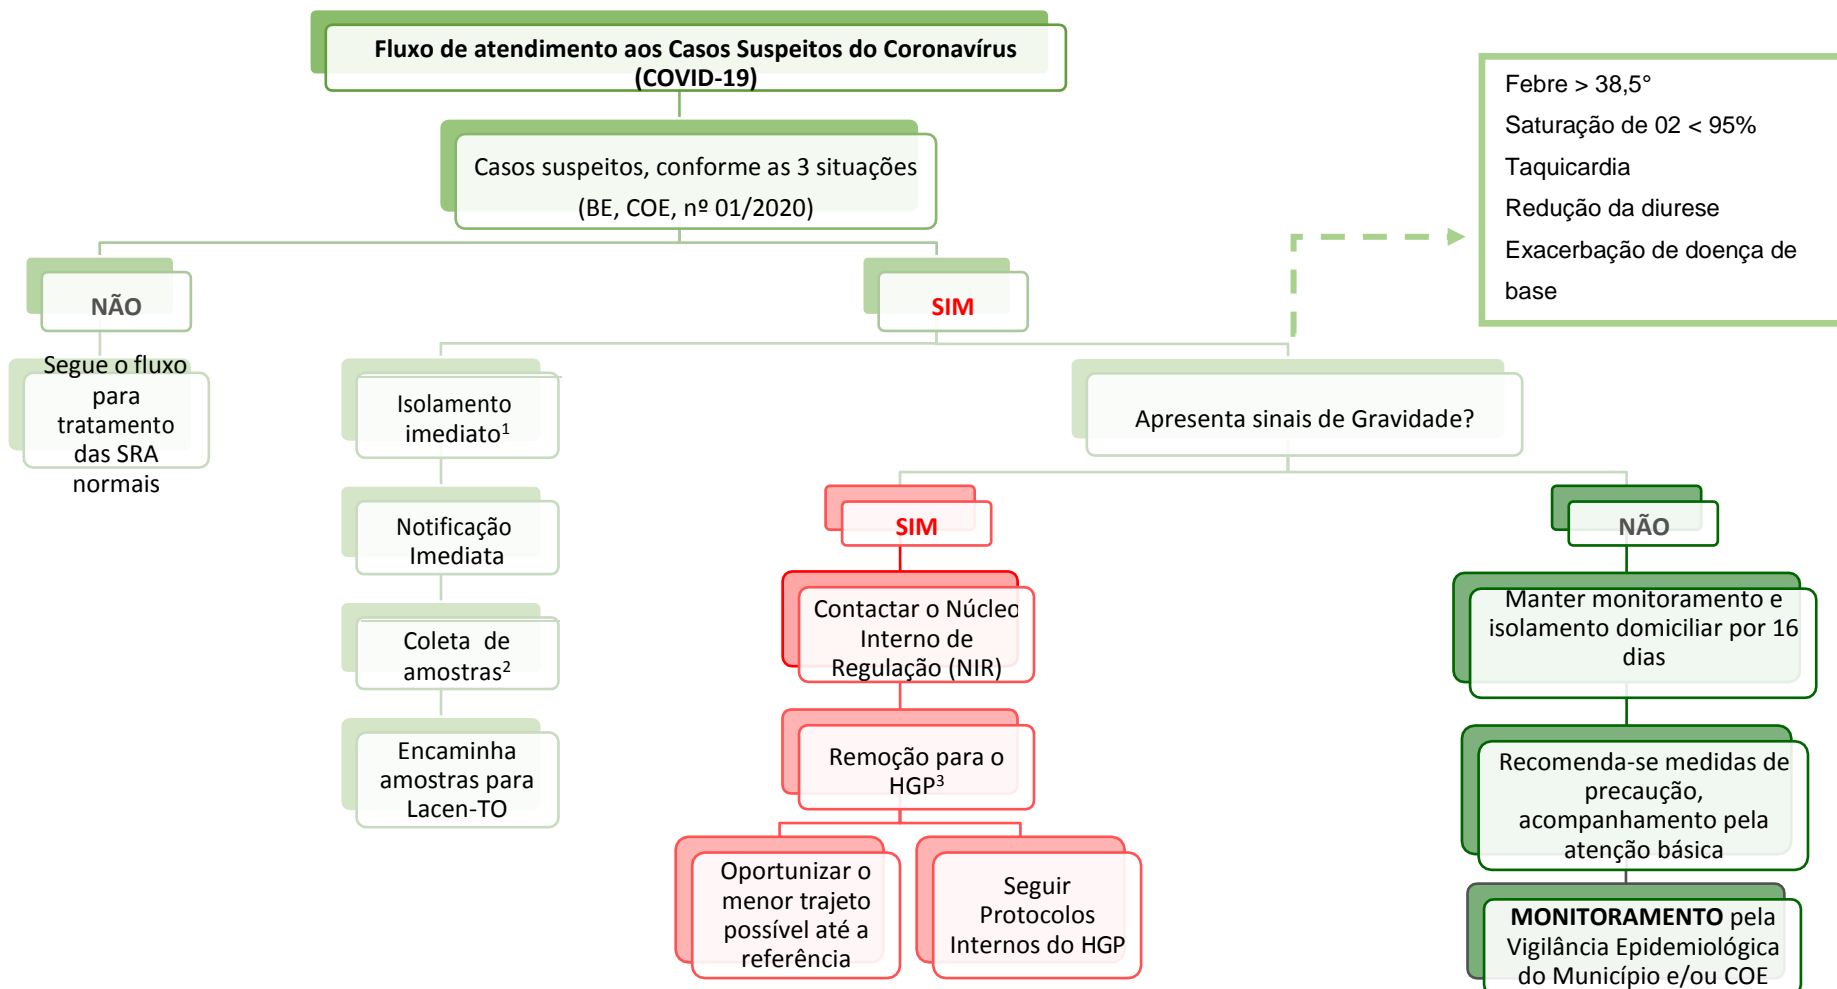 Fluxo de atendimento aos Casos Suspeitos do Coronavírus
(COVID-19)
Casos suspeitos, conforme as 3 situações
(BE, COE, nº 01/2020)
Febre > 38,5°
Saturação de 02 < 95%
Taquicardia
Redução da diurese
Exacerbação de doença de
base
NÃO
SIM
Segue o fluxo
para
tratamento
das SRA
normais
Isolamento
imediato¹
Apresenta sinais de Gravidade?
Notificação
Imediata
Coleta de
amostras²
Encaminha
amostras para
Lacen-TO
SIM
Contactar o Núcleo
Interno de
Regulação (NIR)
Remoção para o
HGP³
Oportunizar o
menor trajeto
possível até a
referência
Seguir
Protocolos
Internos do HGP
NÃO
Manter monitoramento e
isolamento domiciliar por 16
dias
Recomenda-se medidas de
precaução,
acompanhamento pela
atenção básica
MONITORAMENTO pela
Vigilância Epidemiológica
do Município e/ou COE